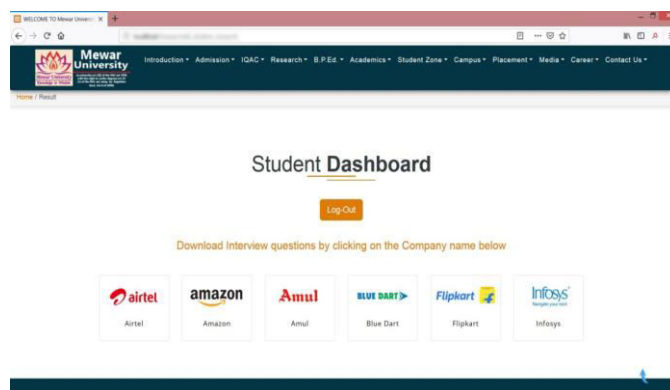 WELCOME TO Mewar Univers
Mewar
University
Introduction Admission IQAC Research B.P.Ed. Academics Student Zone Campus Placement Media Career Contact Us
Home / Result
Student Dashboard
Log-Out
Download Interview questions by clicking on the Company name below
airtel amazon Amul BLUE DART Flipkart Infosys
Airtel Amazon Amul Blue Dart Flipkart Infosys